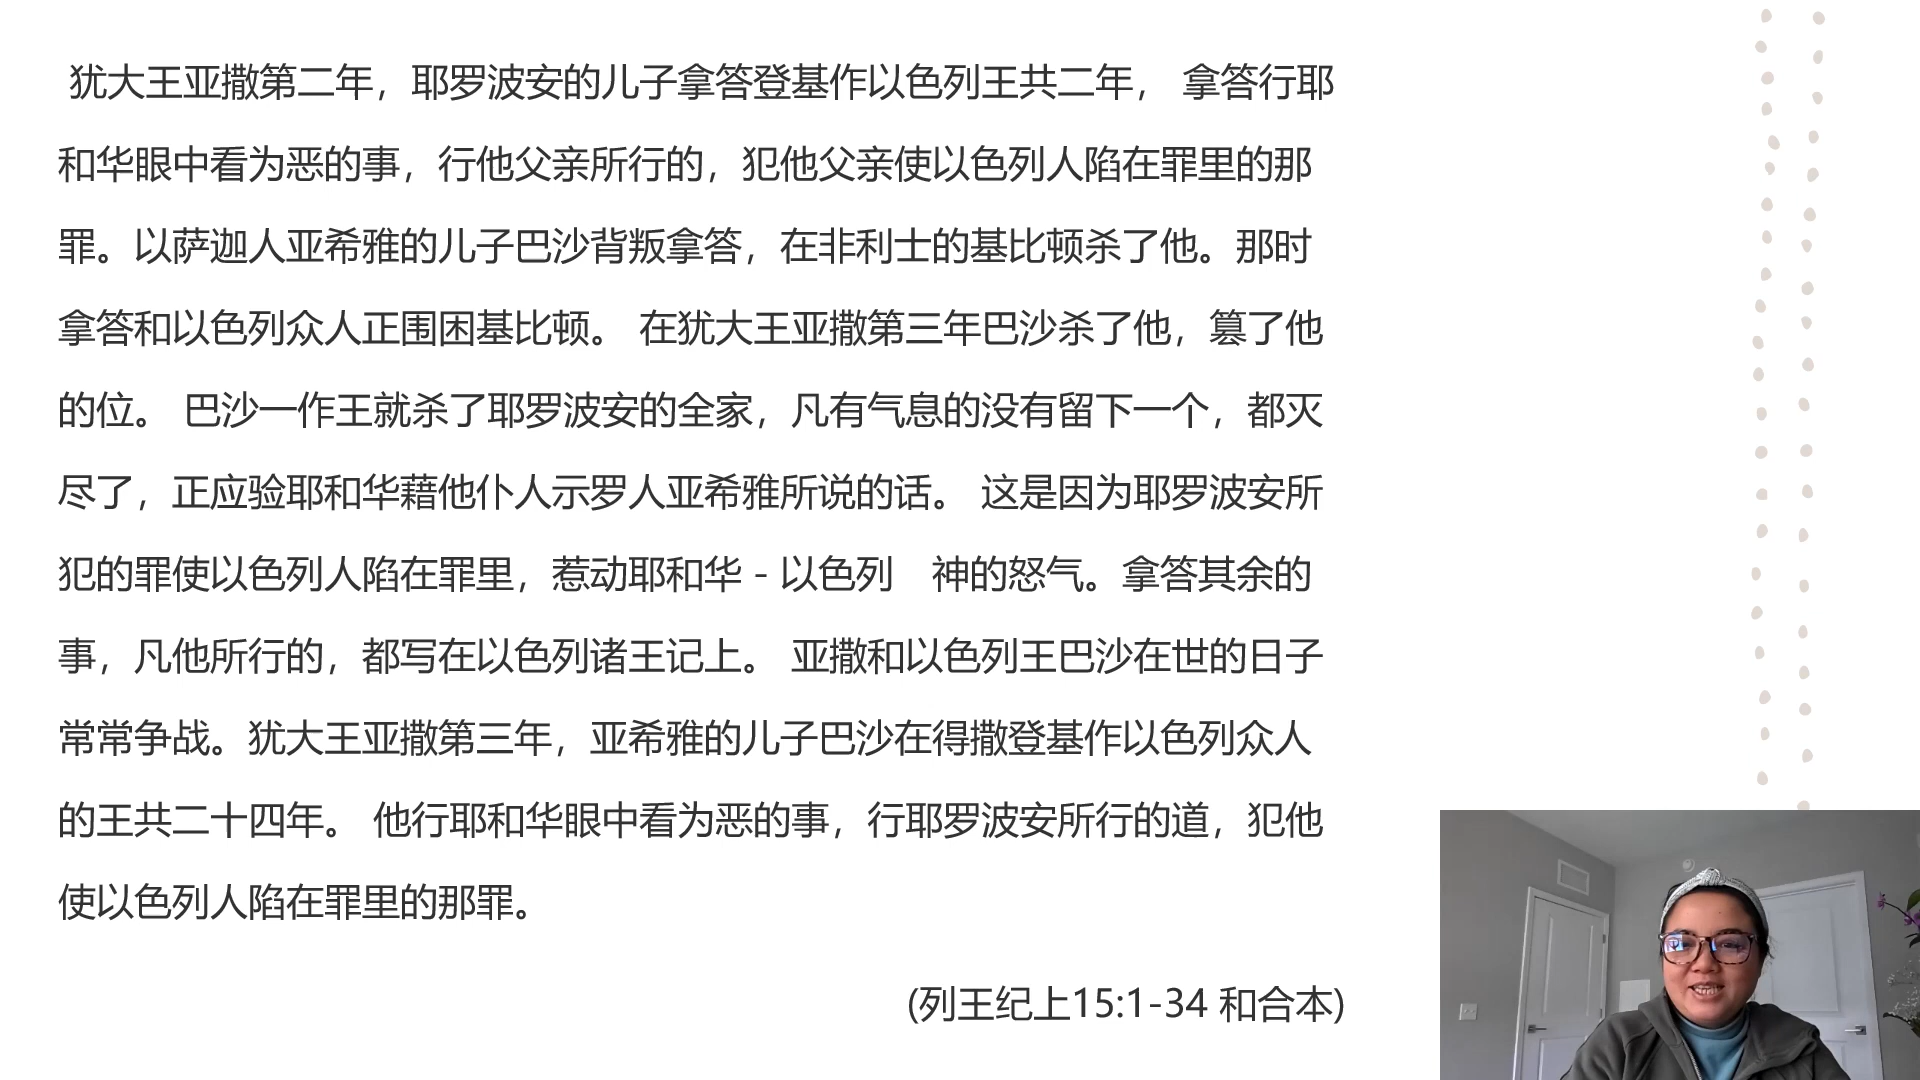 犹大王亚撒第二年，耶罗波安的儿子拿答登基作以色列王共二年， 拿答行耶
和华眼中看为恶的事，行他父亲所行的，犯他父亲使以色列人陷在罪里的那
罪。以萨迦人亚希雅的儿子巴沙背叛拿答，在非利士的基比顿杀了他。那时
拿答和以色列众人正围困基比顿。 在犹大王亚撒第三年巴沙杀了他，篡了他
的位。 巴沙一作王就杀了耶罗波安的全家，凡有气息的没有留下一个，都灭
尽了，正应验耶和华藉他仆人示罗人亚希雅所说的话。 这是因为耶罗波安所
犯的罪使以色列人陷在罪里，惹动耶和华 - 以色列　神的怒气。拿答其余的
事，凡他所行的，都写在以色列诸王记上。 亚撒和以色列王巴沙在世的日子
常常争战。犹大王亚撒第三年，亚希雅的儿子巴沙在得撒登基作以色列众人
的王共二十四年。 他行耶和华眼中看为恶的事，行耶罗波安所行的道，犯他
使以色列人陷在罪里的那罪。
(列王纪上15:1-34 和合本)